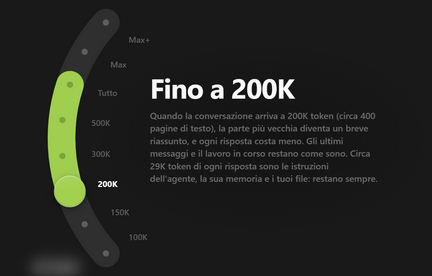 Max+
Max
Tutto
500K
300K
200K
150K
100K
Fino a 200K
Quando la conversazione arriva a 200K token (circa 400
pagine di testo), la parte più vecchia diventa un breve
riassunto, e ogni risposta costa meno. Gli ultimi
messaggi e il lavoro in corso restano come sono. Circa
29K token di ogni risposta sono le istruzioni
dell'agente, la sua memoria e i tuoi file: restano sempre.